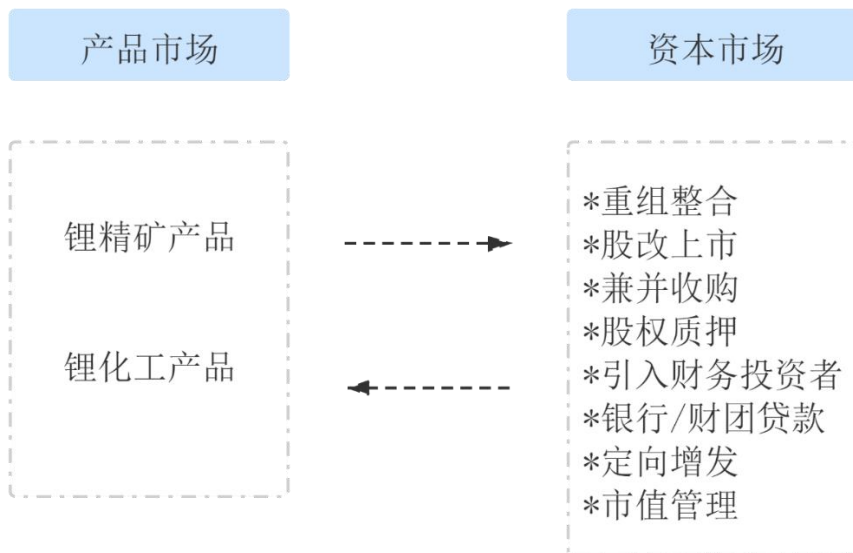 产品市场
资本市场
锂精矿产品
锂化工产品
*重组整合
*股改上市
*兼并收购
*股权质押
*引入财务投资者
*银行/财团贷款
*定向增发
*市值管理